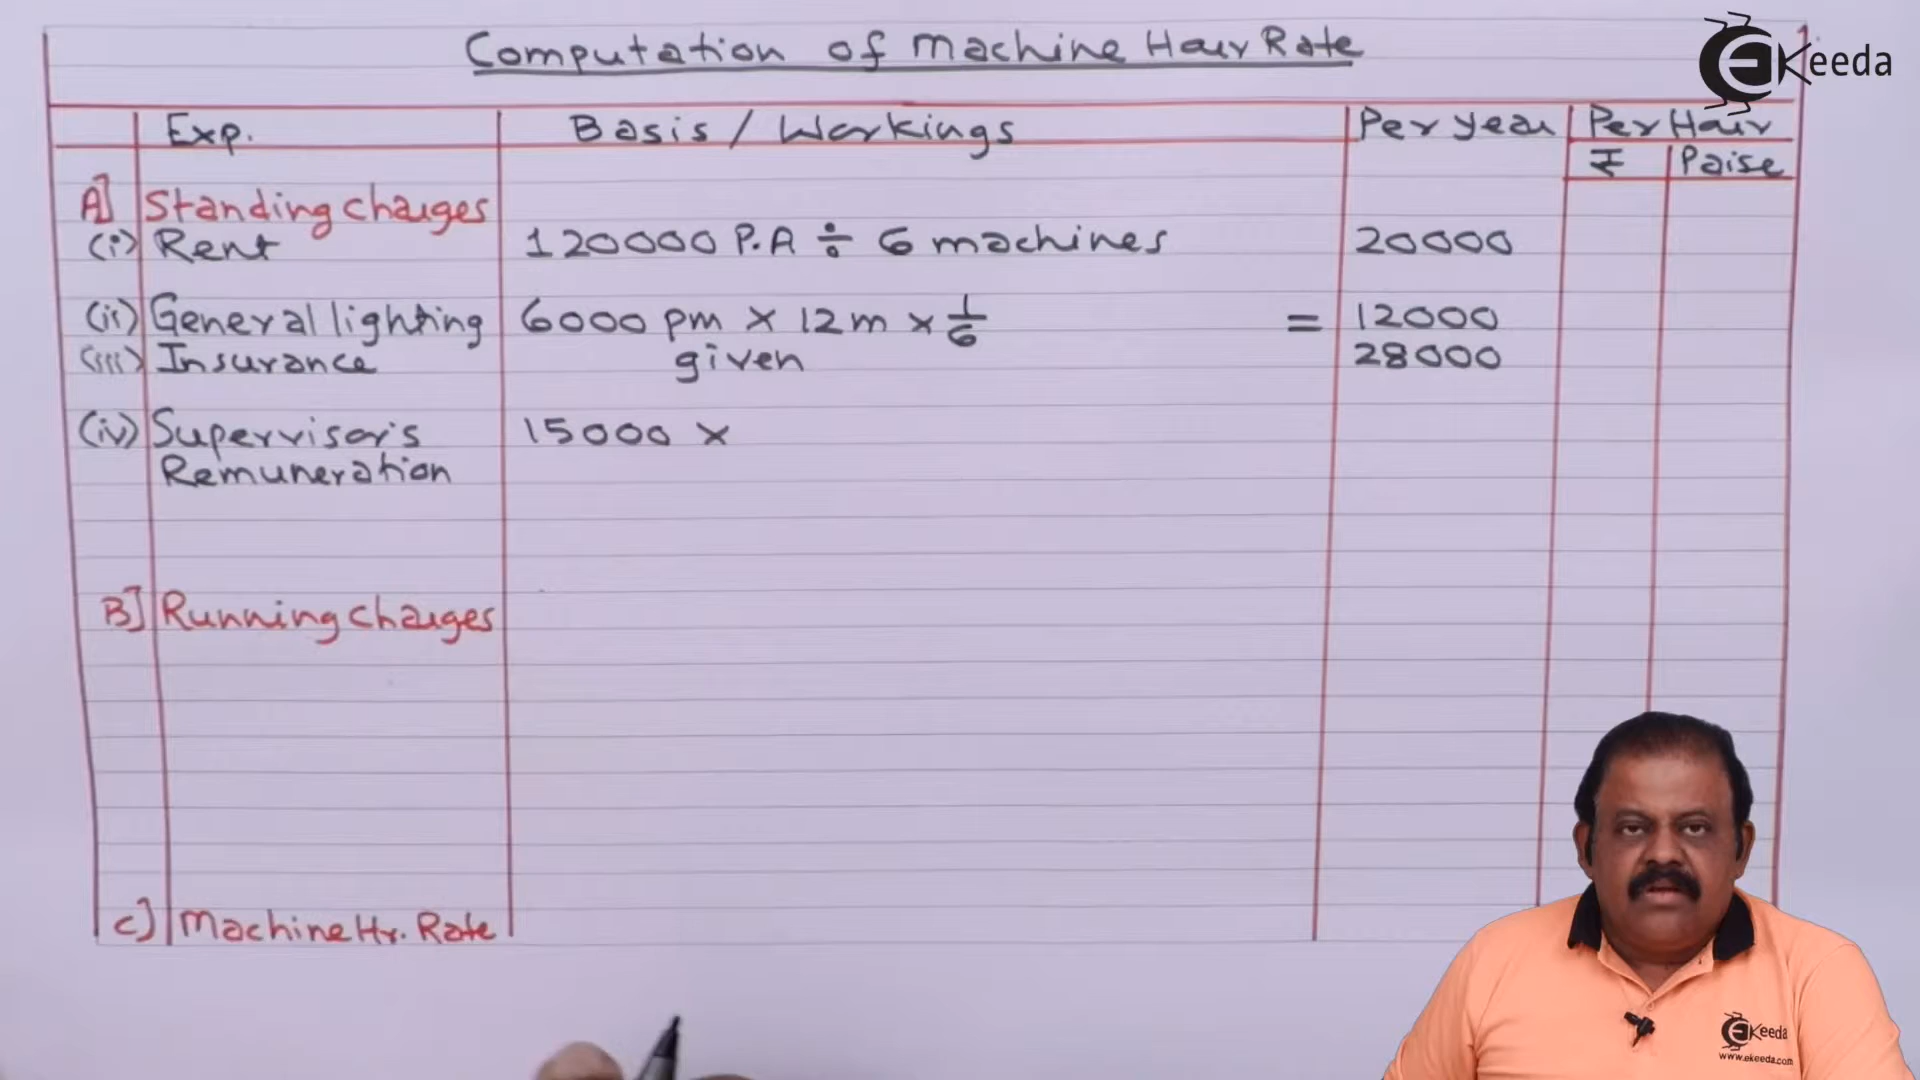 Computation of Machine Hour Rate
EKeeda
Exp. Basis / Workings Per year Per Hour
₹ Paise
A] Standing charges
(i) Rent 120000 P.A ÷ 6 machines 20000
(ii) General lighting 6000 pm × 12m × 1/6 = 12000
(iii) Insurance given 28000
(iv) Supervisor's 15000 ×
Remuneration
B] Running charges
C] Machine Hr. Rate
EKeeda
www.ekeeda.com